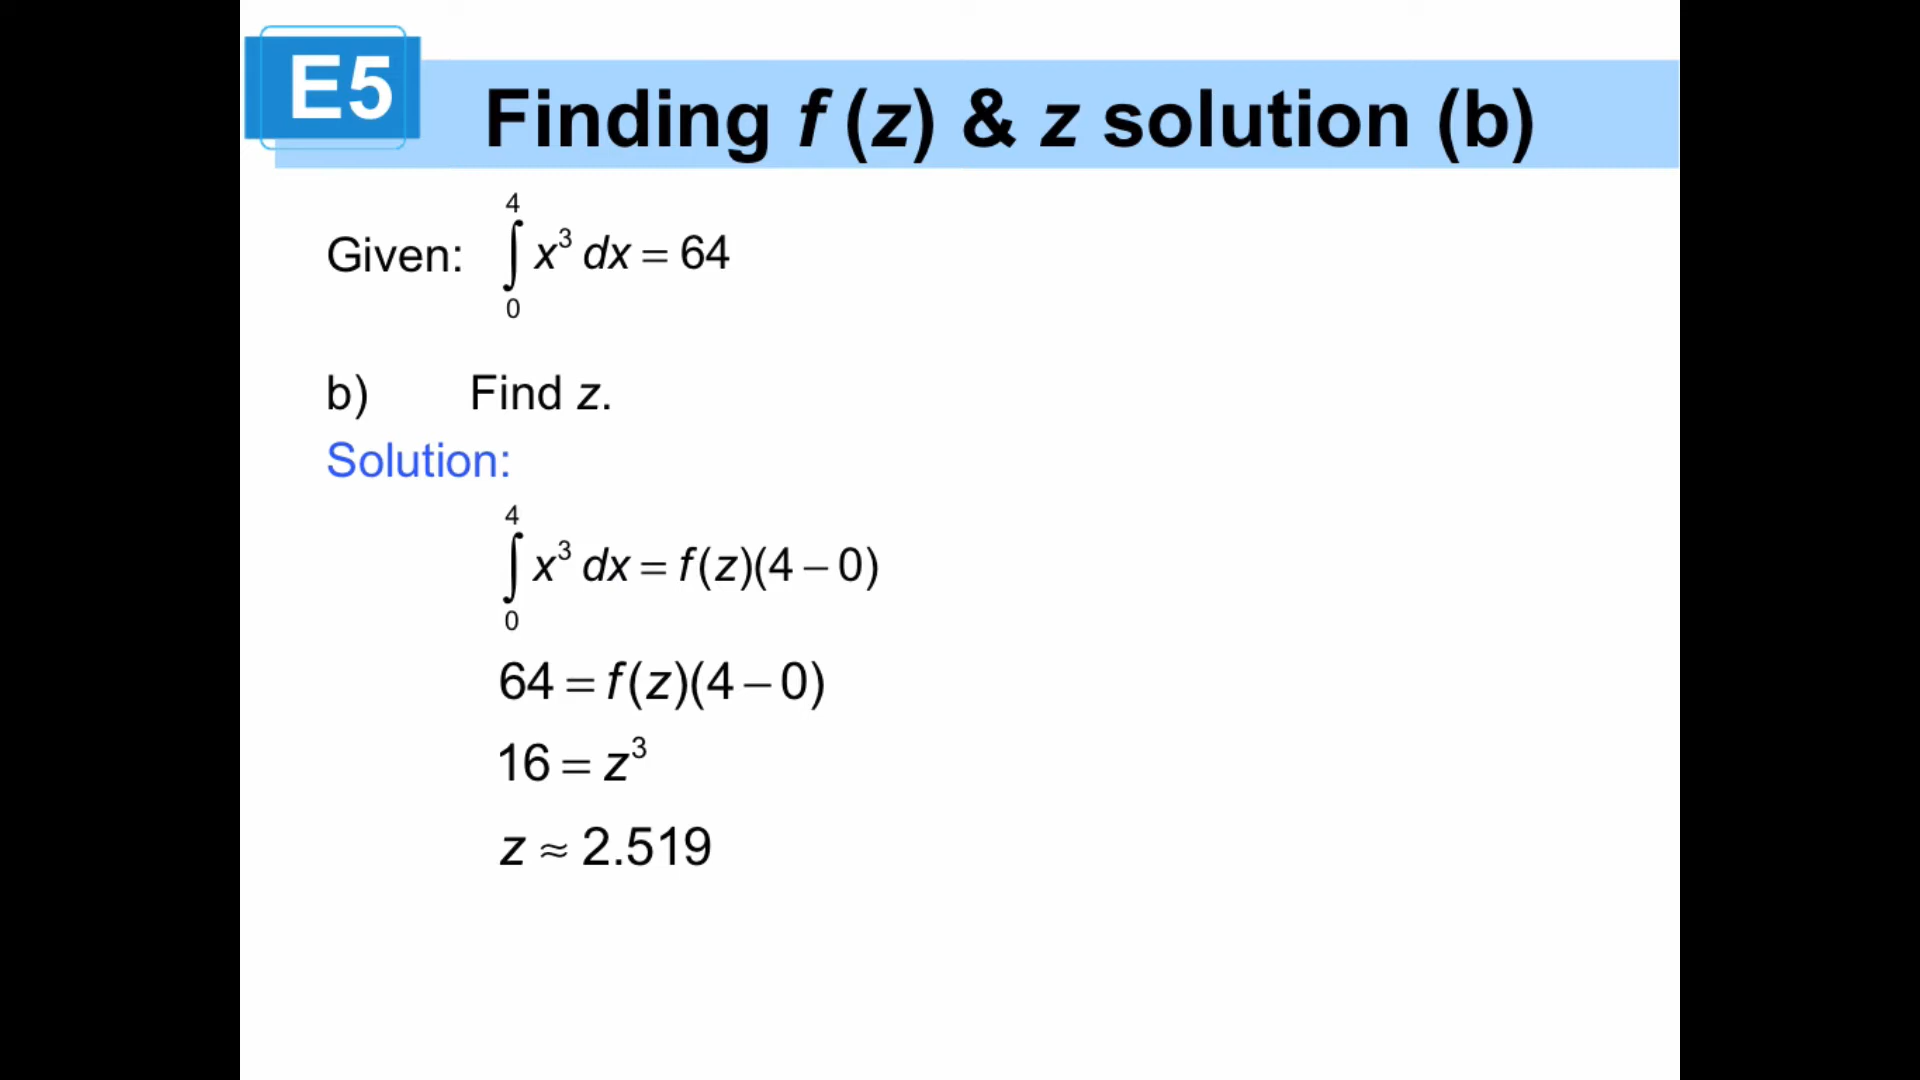 E5
Finding f (z) & z solution (b)
Given: ∫₀⁴ x³ dx = 64
b) Find z.
Solution:
∫₀⁴ x³ dx = f(z)(4 – 0)
64 = f(z)(4 – 0)
16 = z³
z ≈ 2.519